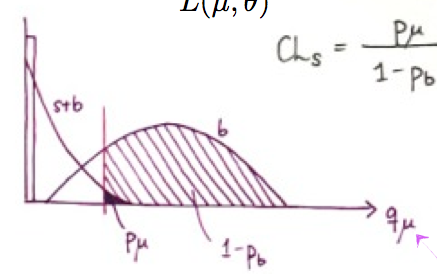 L(μ, θ)
CLs = pμ / 1-pb
s+b
b
qμ
pμ
1-pb